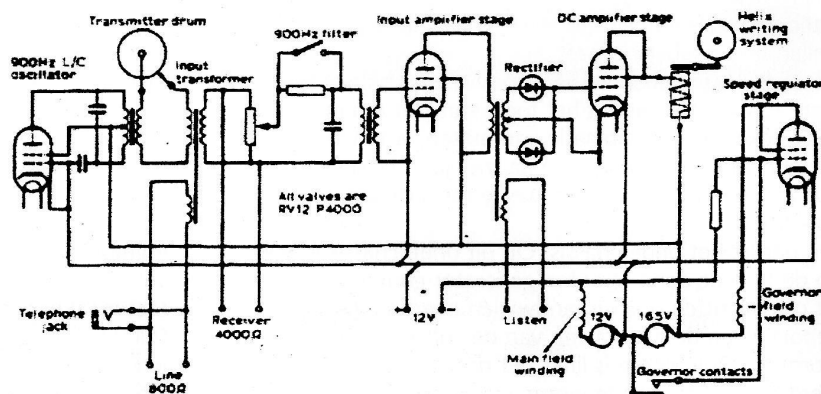 Transmitter drum
900Hz L/C
oscillator
Input
transformer
900Hz filter
Input amplifier stage
Rectifier
DC amplifier stage
Helix
writing
system
Speed regulator
stage
All valves are
RV12 P4000
Telephone
jack
Line
800Ω
Receiver
4000Ω
+
12V
-
Listen
Main field
winding
12V
165V
Governor
field
winding
Governor contacts